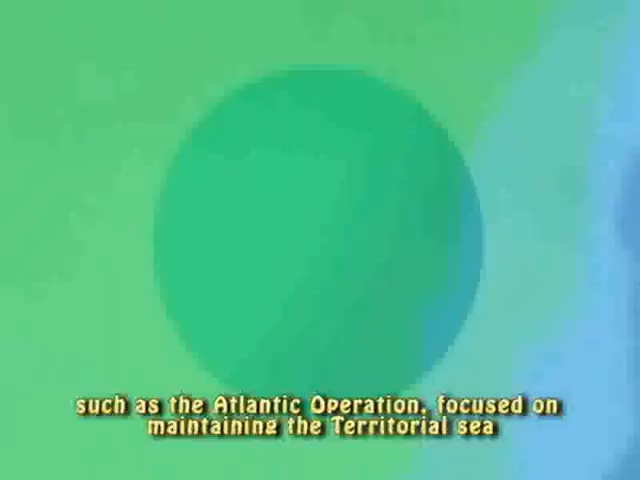 such as the Atlantic Operation, focused on
maintaining the Territorial sea